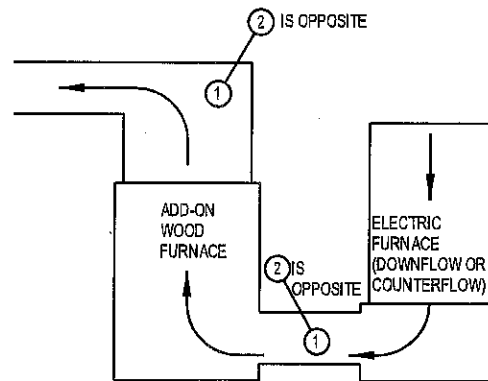 2 IS OPPOSITE
1
ADD-ON
WOOD
FURNACE
ELECTRIC
FURNACE
(DOWNFLOW OR
COUNTERFLOW)
2 IS
OPPOSITE
1